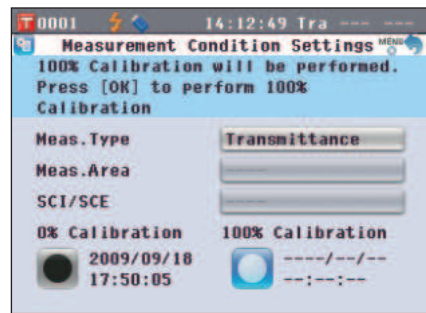 T 0001 14:12:49 Tra --- ---
Measurement Condition Settings MENU
100% Calibration will be performed.
Press [OK] to perform 100%
Calibration
Meas.Type Transmittance
Meas.Area ----
SCI/SCE ----
0% Calibration 100% Calibration
2009/09/18 ----/--/--
17:50:05 --:--:--